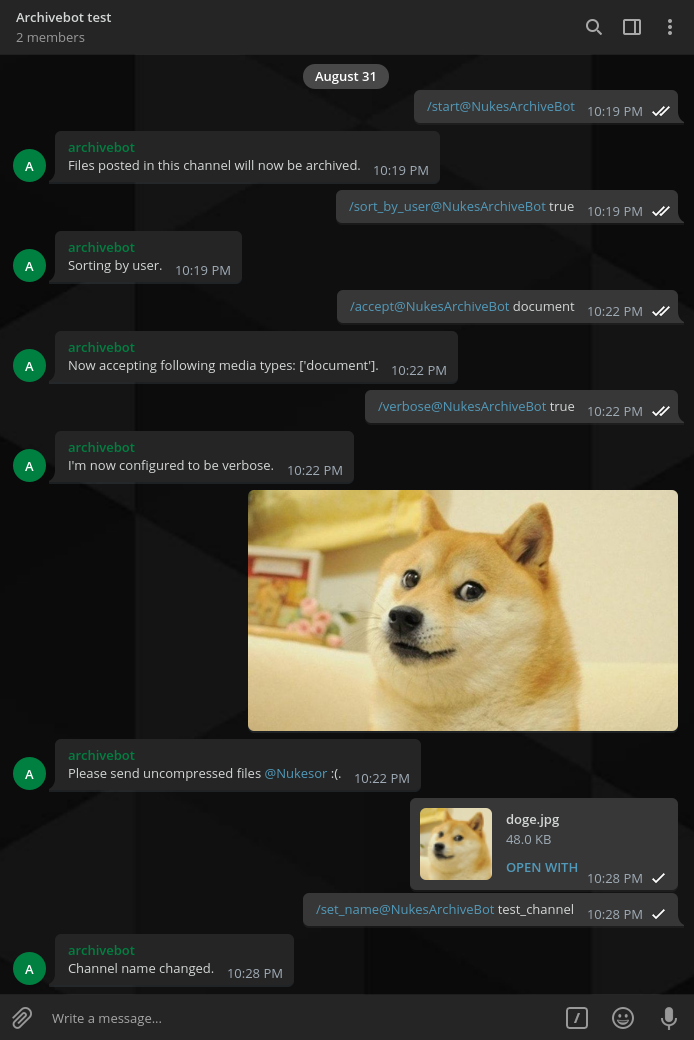 Archivebot test
2 members
August 31
/start@NukesArchiveBot 10:19 PM
archivebot
A
Files posted in this channel will now be archived. 10:19 PM
/sort_by_user@NukesArchiveBot true 10:19 PM
archivebot
A
Sorting by user. 10:19 PM
/accept@NukesArchiveBot document 10:22 PM
archivebot
A
Now accepting following media types: ['document']. 10:22 PM
/verbose@NukesArchiveBot true 10:22 PM
archivebot
A
I'm now configured to be verbose. 10:22 PM
archivebot
A
Please send uncompressed files @Nukesor :(. 10:22 PM
doge.jpg
48.0 KB
OPEN WITH 10:28 PM
/set_name@NukesArchiveBot test_channel 10:28 PM
archivebot
A
Channel name changed. 10:28 PM
Write a message...
/